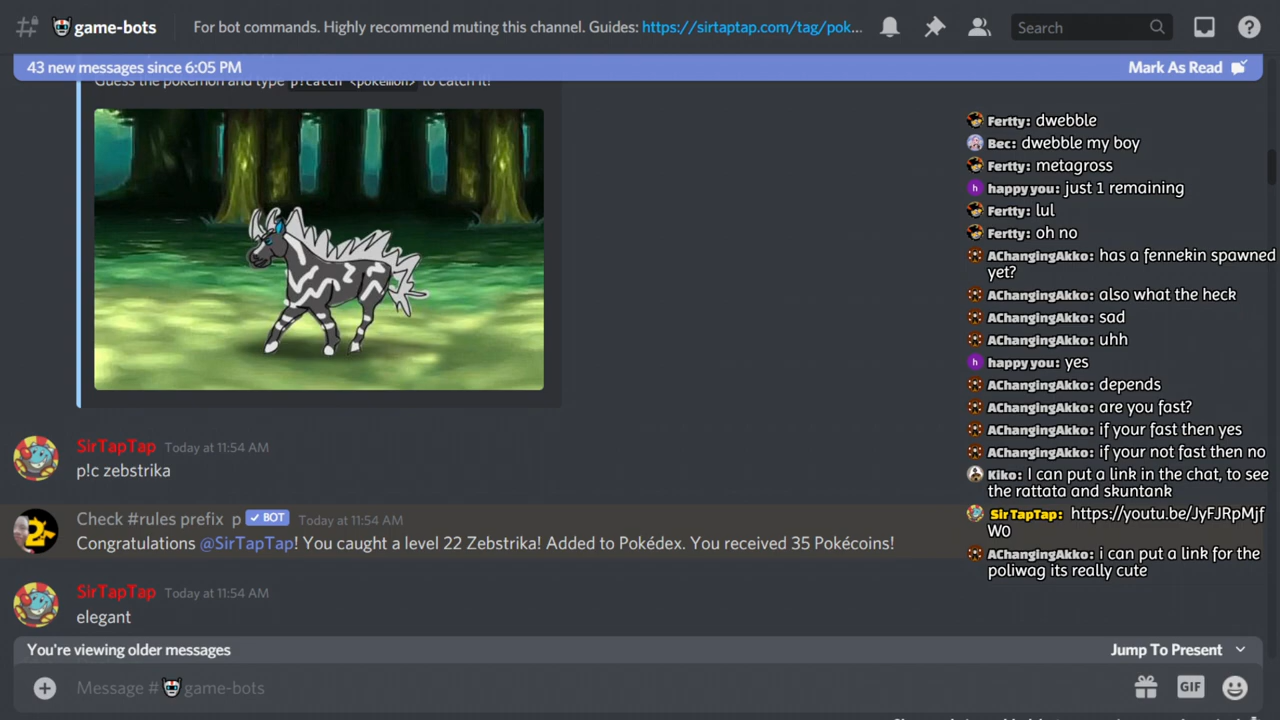 game-bots
For bot commands. Highly recommend muting this channel. Guides: https://sirtaptap.com/tag/pok...
Search
43 new messages since 6:05 PM
Mark As Read
Guess the pokémon and type p!catch <pokémon> to catch it!
SirTapTap Today at 11:54 AM
p!c zebstrika
Check #rules prefix p BOT Today at 11:54 AM
Congratulations @SirTapTap! You caught a level 22 Zebstrika! Added to Pokédex. You received 35 Pokécoins!
SirTapTap Today at 11:54 AM
elegant
You're viewing older messages
Jump To Present
Message # game-bots
GIF
Fertty: dwebble
Bec: dwebble my boy
Fertty: metagross
h happy you: just 1 remaining
Fertty: lul
Fertty: oh no
AChangingAkko: has a fennekin spawned
yet?
AChangingAkko: also what the heck
AChangingAkko: sad
AChangingAkko: uhh
h happy you: yes
AChangingAkko: depends
AChangingAkko: are you fast?
AChangingAkko: if your fast then yes
AChangingAkko: if your not fast then no
Kiko: I can put a link in the chat, to see
the rattata and skuntank
SirTapTap: https://youtu.be/JyFJRpMjf
W0
AChangingAkko: i can put a link for the
poliwag its really cute